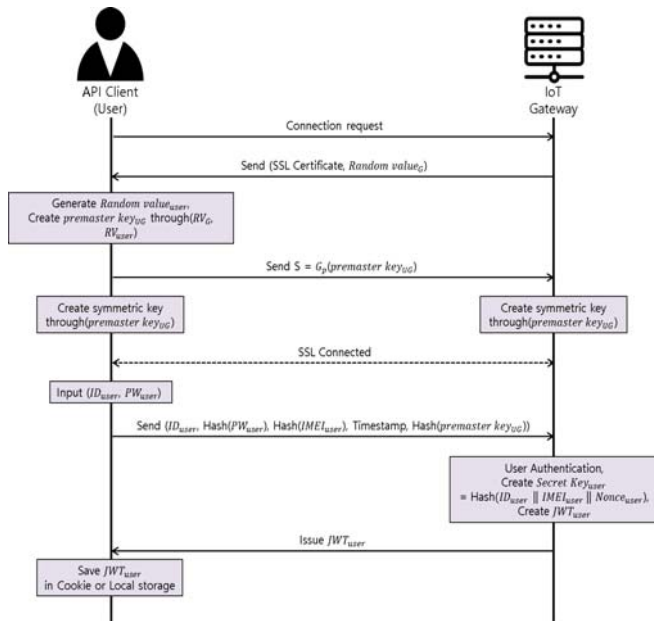 API Client
(User)
IoT
Gateway
Connection request
Send (SSL Certificate, Random value_G)
Generate Random value_user,
Create premaster key_UG through(RV_G,
RV_user)
Send S = G_p(premaster key_UG)
Create symmetric key
through(premaster key_UG)
Create symmetric key
through(premaster key_UG)
SSL Connected
Input (ID_user, PW_user)
Send (ID_user, Hash(PW_user), Hash(IMEI_user), Timestamp, Hash(premaster key_UG))
User Authentication,
Create Secret Key_user
= Hash(ID_user || IMEI_user || Nonce_user),
Create JWT_user
Issue JWT_user
Save JWT_user
in Cookie or Local storage